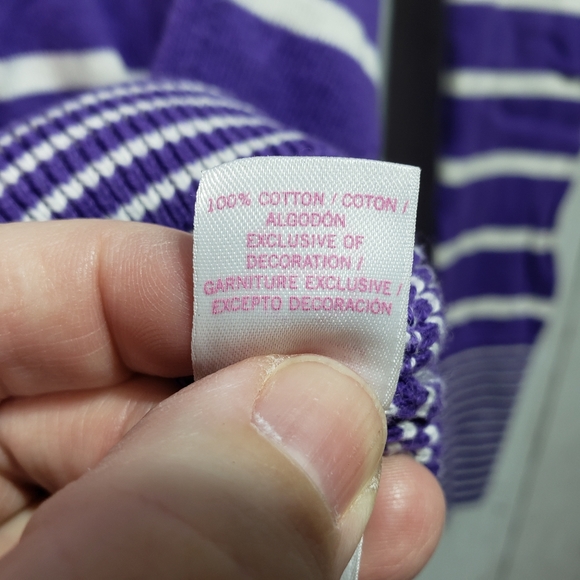 100% COTTON / COTON /
ALGODÓN
EXCLUSIVE OF
DECORATION /
GARNITURE EXCLUSIVE /
EXCEPTO DECORACIÓN